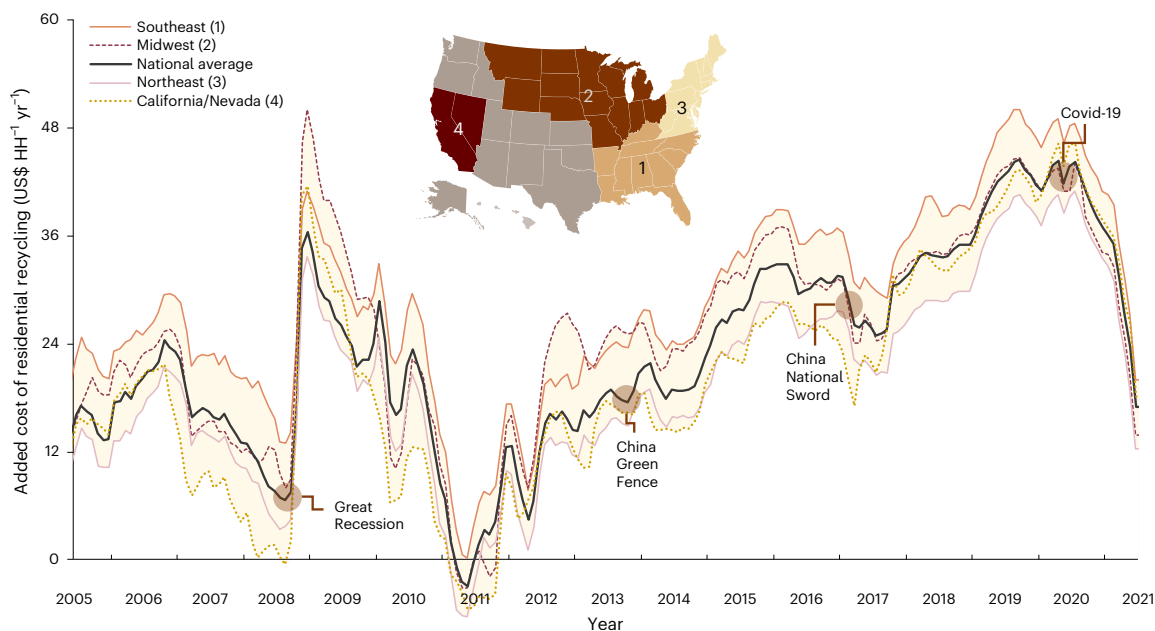 60
48
36
24
12
0
Added cost of residential recycling (US$ HH⁻¹ yr⁻¹)
Southeast (1)
Midwest (2)
National average
Northeast (3)
California/Nevada (4)
2
3
4
1
Covid-19
China
National
Sword
China
Green
Fence
Great
Recession
2005
2006
2007
2008
2009
2010
2011
2012
2013
2014
2015
2016
2017
2018
2019
2020
2021
Year